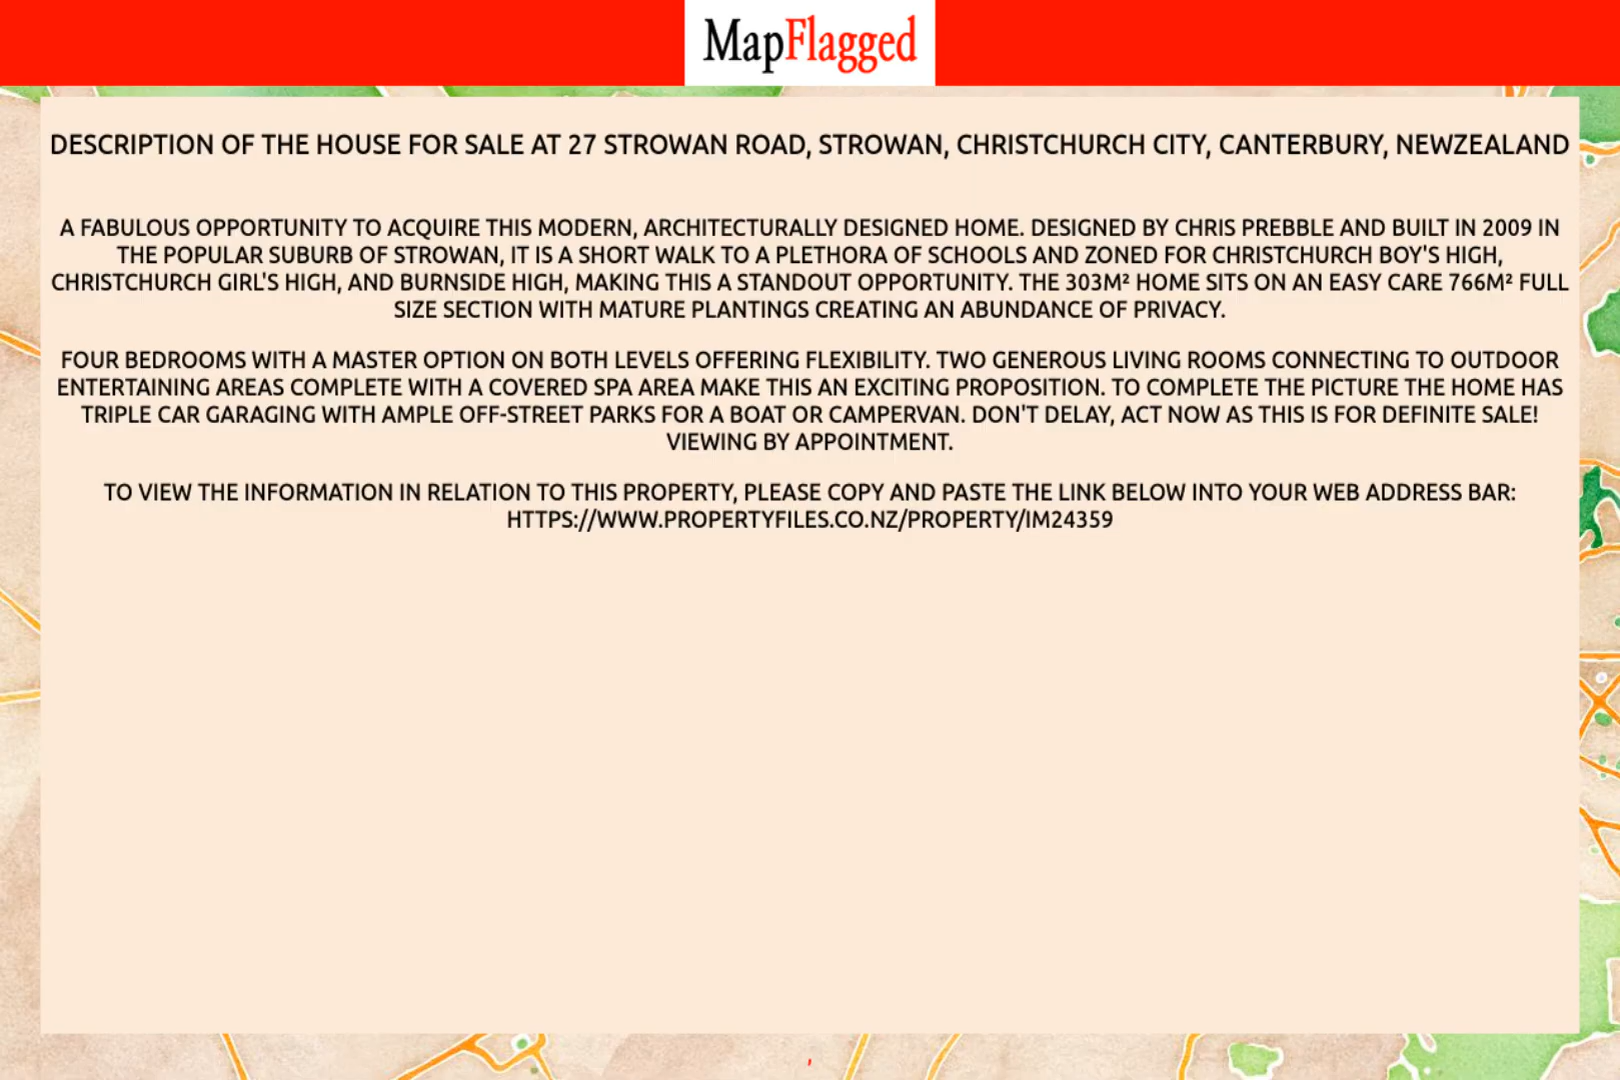 MapFlagged
DESCRIPTION OF THE HOUSE FOR SALE AT 27 STROWAN ROAD, STROWAN, CHRISTCHURCH CITY, CANTERBURY, NEWZEALAND
A FABULOUS OPPORTUNITY TO ACQUIRE THIS MODERN, ARCHITECTURALLY DESIGNED HOME. DESIGNED BY CHRIS PREBBLE AND BUILT IN 2009 IN
THE POPULAR SUBURB OF STROWAN, IT IS A SHORT WALK TO A PLETHORA OF SCHOOLS AND ZONED FOR CHRISTCHURCH BOY'S HIGH,
CHRISTCHURCH GIRL'S HIGH, AND BURNSIDE HIGH, MAKING THIS A STANDOUT OPPORTUNITY. THE 303M² HOME SITS ON AN EASY CARE 766M² FULL
SIZE SECTION WITH MATURE PLANTINGS CREATING AN ABUNDANCE OF PRIVACY.
FOUR BEDROOMS WITH A MASTER OPTION ON BOTH LEVELS OFFERING FLEXIBILITY. TWO GENEROUS LIVING ROOMS CONNECTING TO OUTDOOR
ENTERTAINING AREAS COMPLETE WITH A COVERED SPA AREA MAKE THIS AN EXCITING PROPOSITION. TO COMPLETE THE PICTURE THE HOME HAS
TRIPLE CAR GARAGING WITH AMPLE OFF-STREET PARKS FOR A BOAT OR CAMPERVAN. DON'T DELAY, ACT NOW AS THIS IS FOR DEFINITE SALE!
VIEWING BY APPOINTMENT.
TO VIEW THE INFORMATION IN RELATION TO THIS PROPERTY, PLEASE COPY AND PASTE THE LINK BELOW INTO YOUR WEB ADDRESS BAR:
HTTPS://WWW.PROPERTYFILES.CO.NZ/PROPERTY/IM24359
,